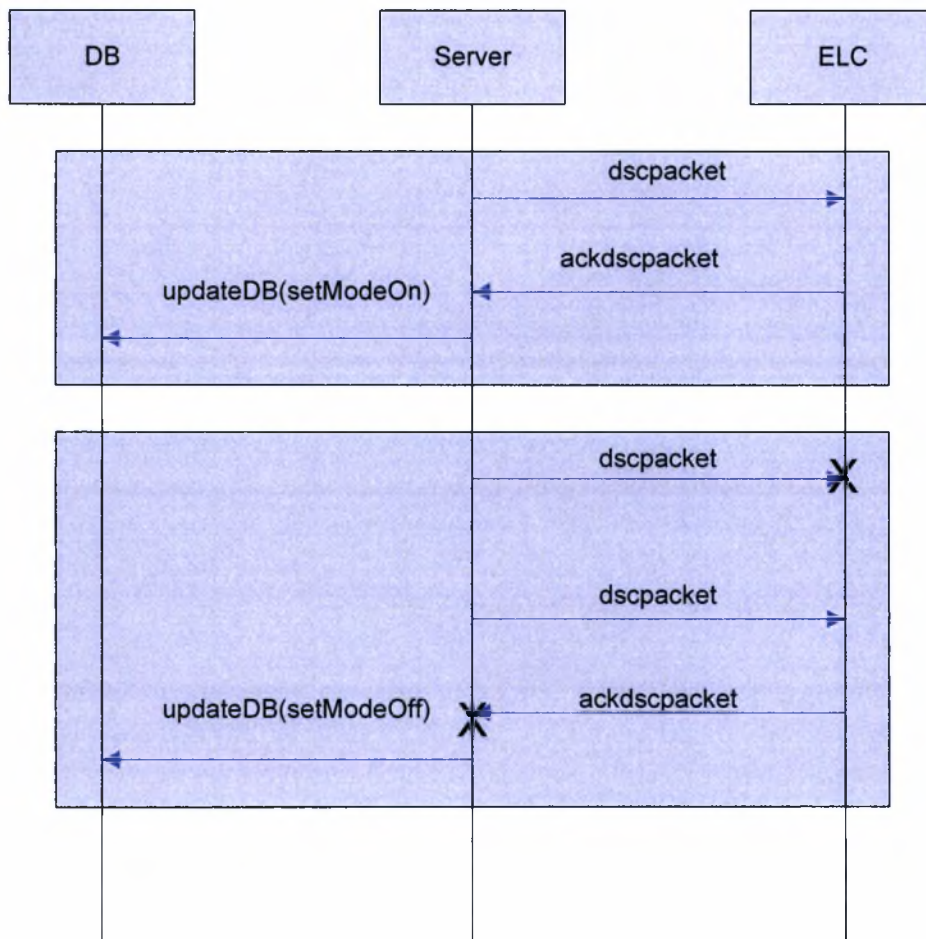 DB
Server
ELC
dscpacket
ackdscpacket
updateDB(setModeOn)
dscpacket
dscpacket
ackdscpacket
updateDB(setModeOff)